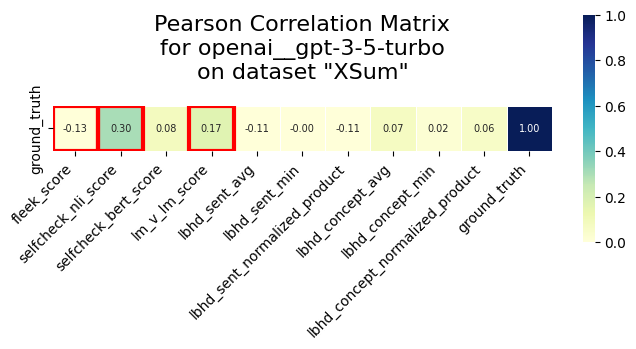 Pearson Correlation Matrix
for openai__gpt-3-5-turbo
on dataset "XSum"
ground_truth
-0.13 0.30 0.08 0.17 -0.11 -0.00 -0.11 0.07 0.02 0.06 1.00
fleek_score
selfcheck_nli_score
selfcheck_bert_score
lm_v_lm_score
lbhd_sent_avg
lbhd_sent_min
lbhd_sent_normalized_product
lbhd_concept_avg
lbhd_concept_min
lbhd_concept_normalized_product
ground_truth
1.0
0.8
0.6
0.4
0.2
0.0